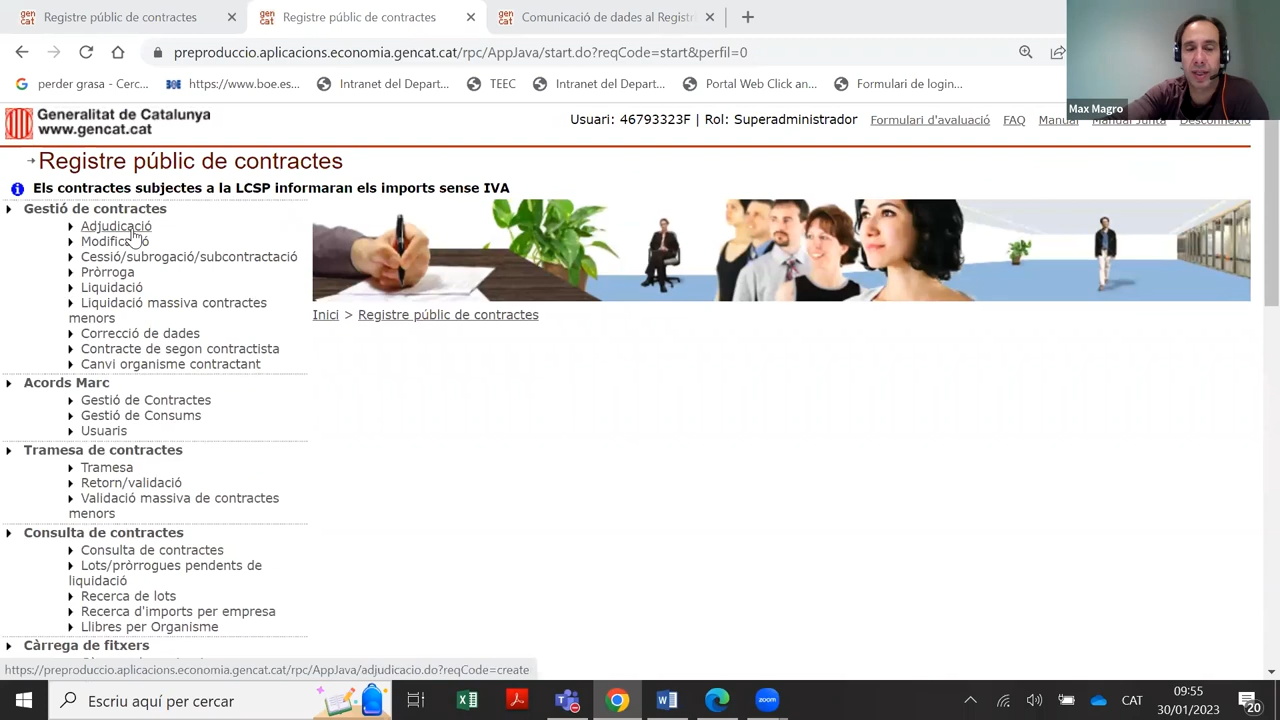 Registre públic de contractes
Registre públic de contractes
Comunicació de dades al Registr
preproduccio.aplicacions.economia.gencat.cat/rpc/AppJava/start.do?reqCode=start&perfil=0
perder grasa - Cerc...
https://www.boe.es...
Intranet del Depart...
TEEC
Intranet del Depart...
Portal Web Click an...
Formulari de login...
Max Magro
Generalitat de Catalunya
www.gencat.cat
Usuari: 46793323F | Rol: Superadministrador
Formulari d'avaluació
FAQ
Manual
Manual Junta
Desconnexió
Registre públic de contractes
Els contractes subjectes a la LCSP informaran els imports sense IVA
Gestió de contractes
Adjudicació
Modificació
Cessió/subrogació/subcontractació
Pròrroga
Liquidació
Liquidació massiva contractes
menors
Correcció de dades
Contracte de segon contractista
Canvi organisme contractant
Acords Marc
Gestió de Contractes
Gestió de Consums
Usuaris
Tramesa de contractes
Tramesa
Retorn/validació
Validació massiva de contractes
menors
Consulta de contractes
Consulta de contractes
Lots/pròrrogues pendents de
liquidació
Recerca de lots
Recerca d'imports per empresa
Llibres per Organisme
Càrrega de fitxers
Inici > Registre públic de contractes
https://preproduccio.aplicacions.economia.gencat.cat/rpc/AppJava/adjudicacio.do?reqCode=create
Escriu aquí per cercar
CAT
09:55
30/01/2023
20